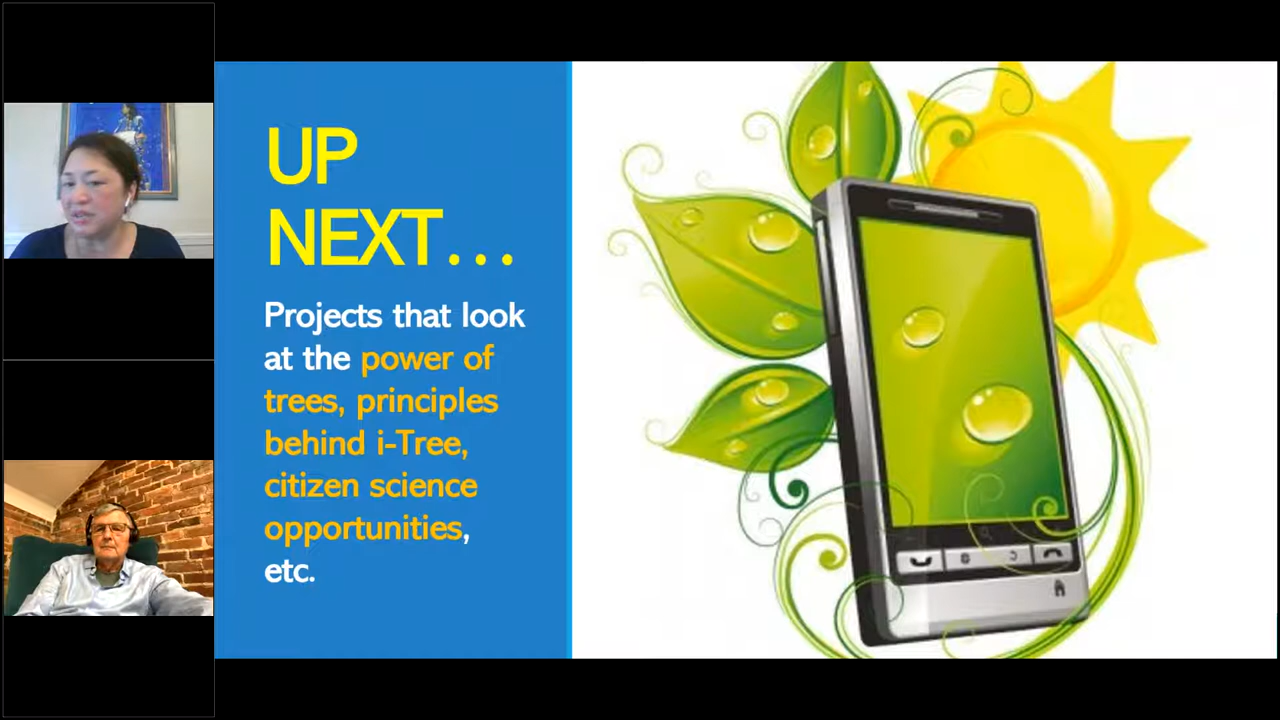 UP
NEXT...
Projects that look
at the power of
trees, principles
behind i-Tree,
citizen science
opportunities,
etc.